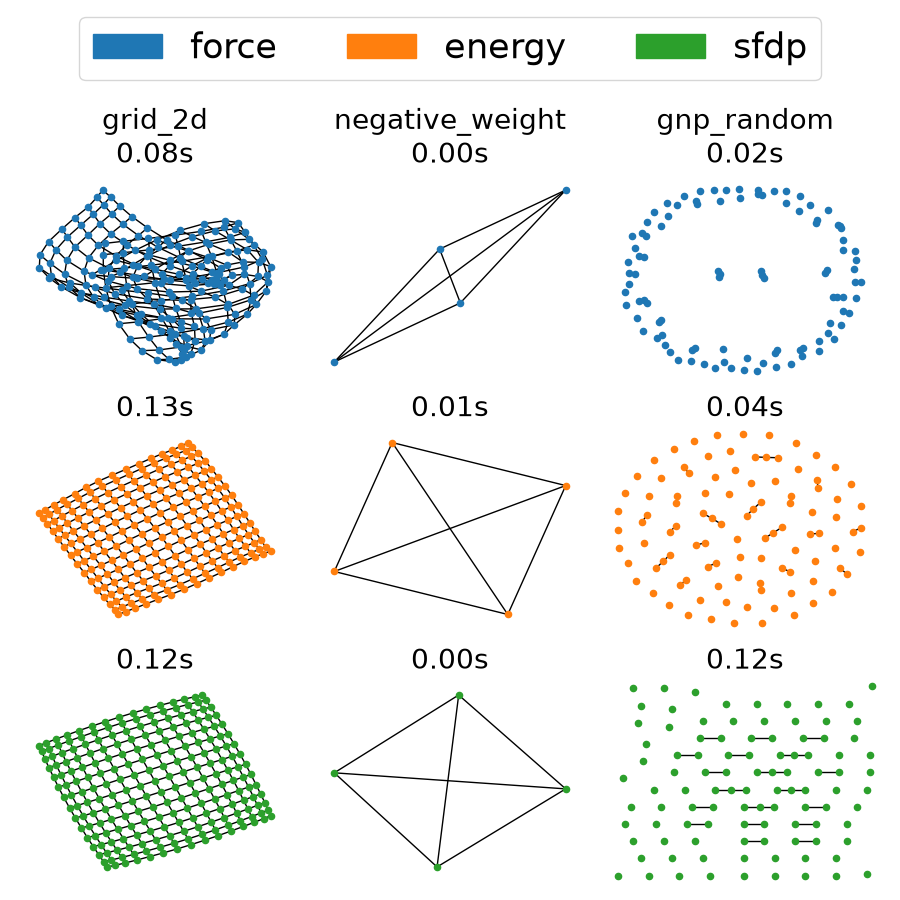 force energy sfdp
grid_2d negative_weight gnp_random
0.08s 0.00s 0.02s
0.13s 0.01s 0.04s
0.12s 0.00s 0.12s